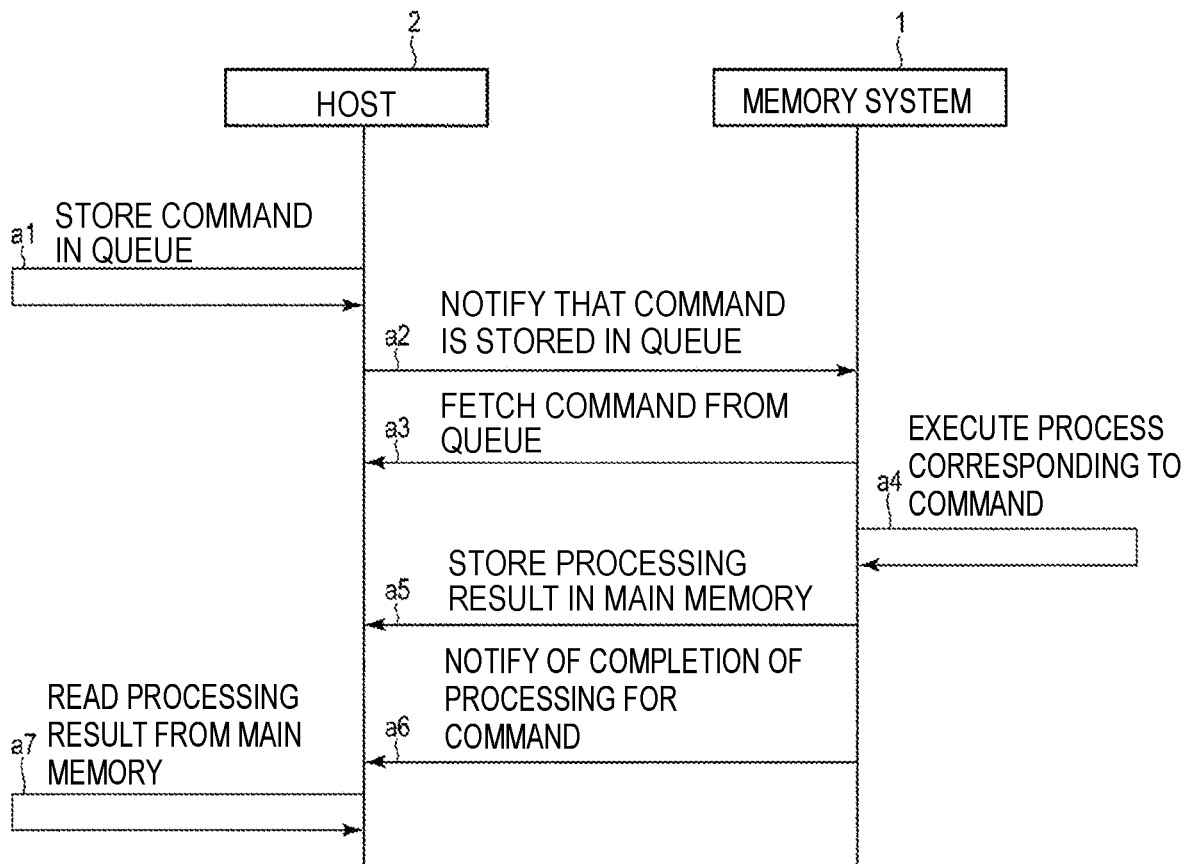 2
1
HOST
MEMORY SYSTEM
a1
STORE COMMAND
IN QUEUE
a2
NOTIFY THAT COMMAND
IS STORED IN QUEUE
a3
FETCH COMMAND FROM
QUEUE
a4
EXECUTE PROCESS
CORRESPONDING TO
COMMAND
a5
STORE PROCESSING
RESULT IN MAIN MEMORY
a6
NOTIFY OF COMPLETION OF
PROCESSING FOR
COMMAND
a7
READ PROCESSING
RESULT FROM MAIN
MEMORY